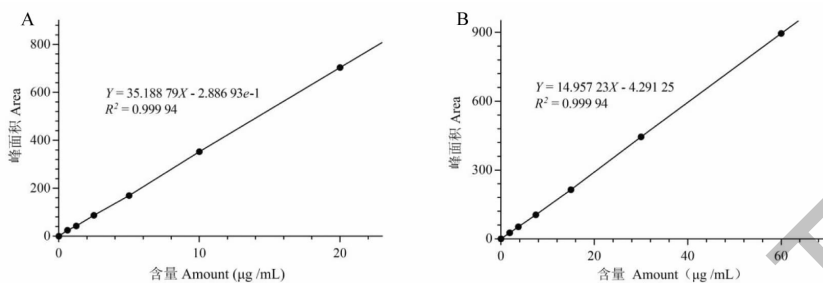 A
800
600
400
200
0
Y = 35.188 79X - 2.886 93e-1
R² = 0.999 94
峰面积 Area
0
10
20
含量 Amount (μg /mL)
B
900
600
300
0
Y = 14.957 23X - 4.291 25
R² = 0.999 94
峰面积 Area
0
20
40
60
含量 Amount（μg /mL）